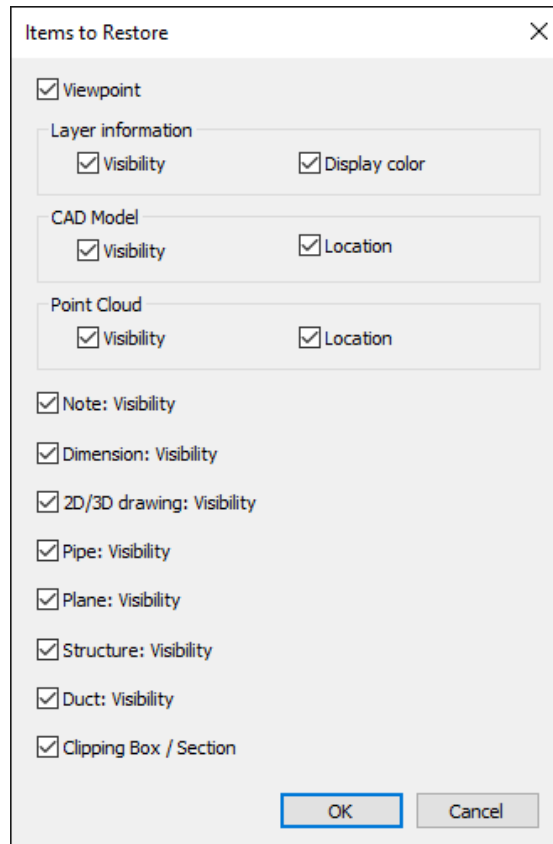 Items to Restore
Viewpoint
Layer information
Visibility Display color
CAD Model
Visibility Location
Point Cloud
Visibility Location
Note: Visibility
Dimension: Visibility
2D/3D drawing: Visibility
Pipe: Visibility
Plane: Visibility
Structure: Visibility
Duct: Visibility
Clipping Box / Section
OK Cancel